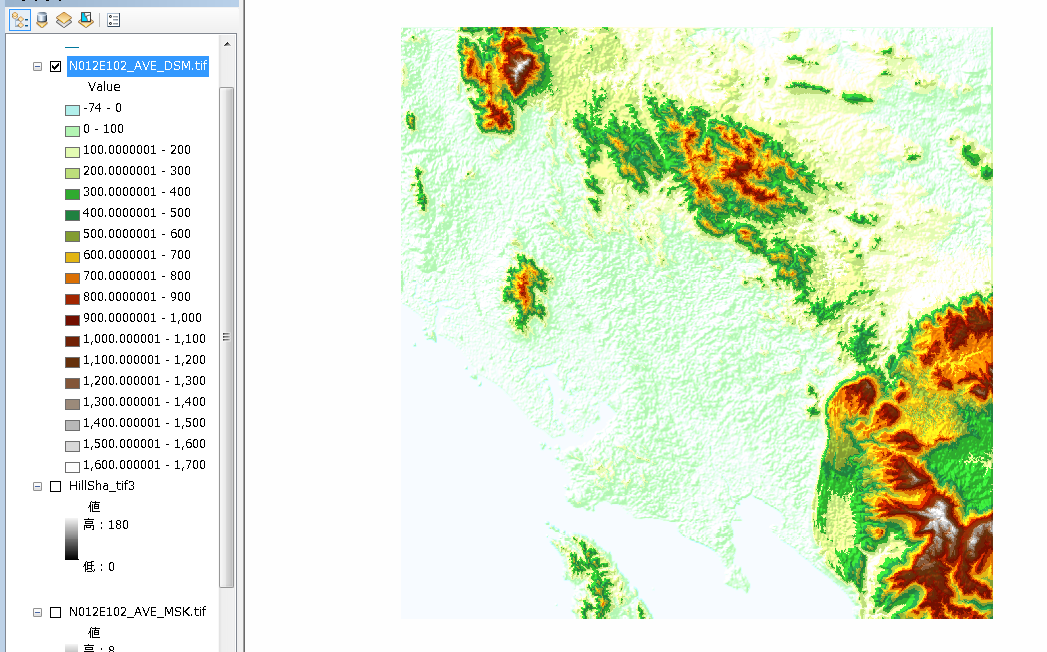 N012E102_AVE_DSM.tif
Value
-74 - 0
0 - 100
100.0000001 - 200
200.0000001 - 300
300.0000001 - 400
400.0000001 - 500
500.0000001 - 600
600.0000001 - 700
700.0000001 - 800
800.0000001 - 900
900.0000001 - 1,000
1,000.000001 - 1,100
1,100.000001 - 1,200
1,200.000001 - 1,300
1,300.000001 - 1,400
1,400.000001 - 1,500
1,500.000001 - 1,600
1,600.000001 - 1,700
HillSha_tif3
値
高 : 180
低 : 0
N012E102_AVE_MSK.tif
値
高 : 8